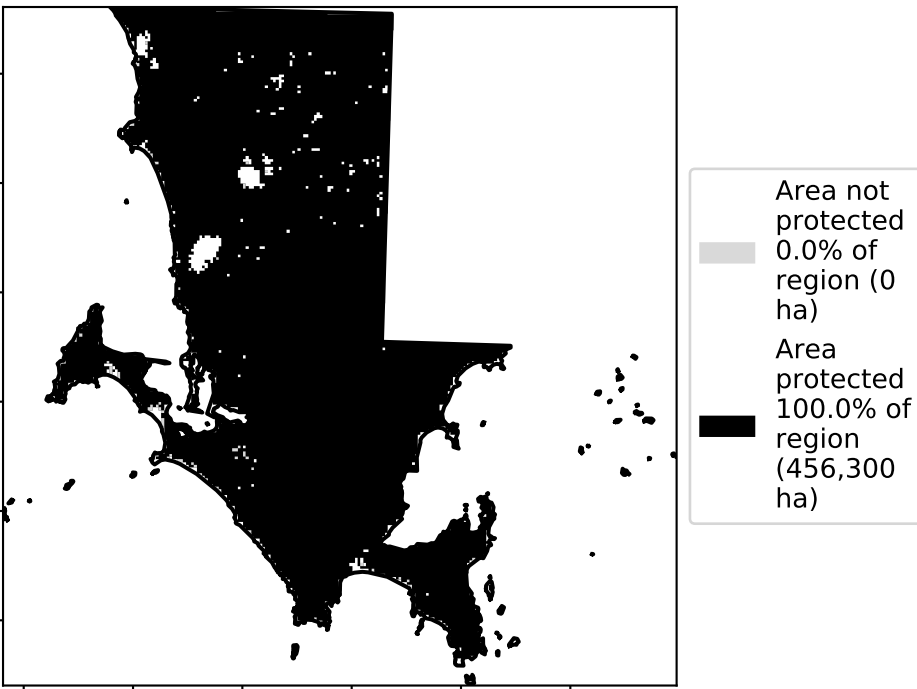 Area not
protected
0.0% of
region (0
ha)
Area
protected
100.0% of
region
(456,300
ha)